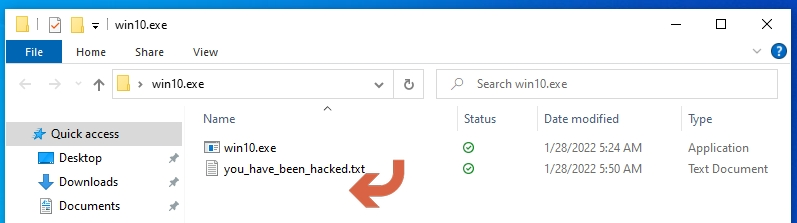 win10.exe
File Home Share View
win10.exe Search win10.exe
Name Status Date modified Type
Quick access
win10.exe 1/28/2022 5:24 AM Application
Desktop
you_have_been_hacked.txt 1/28/2022 5:50 AM Text Document
Downloads
Documents